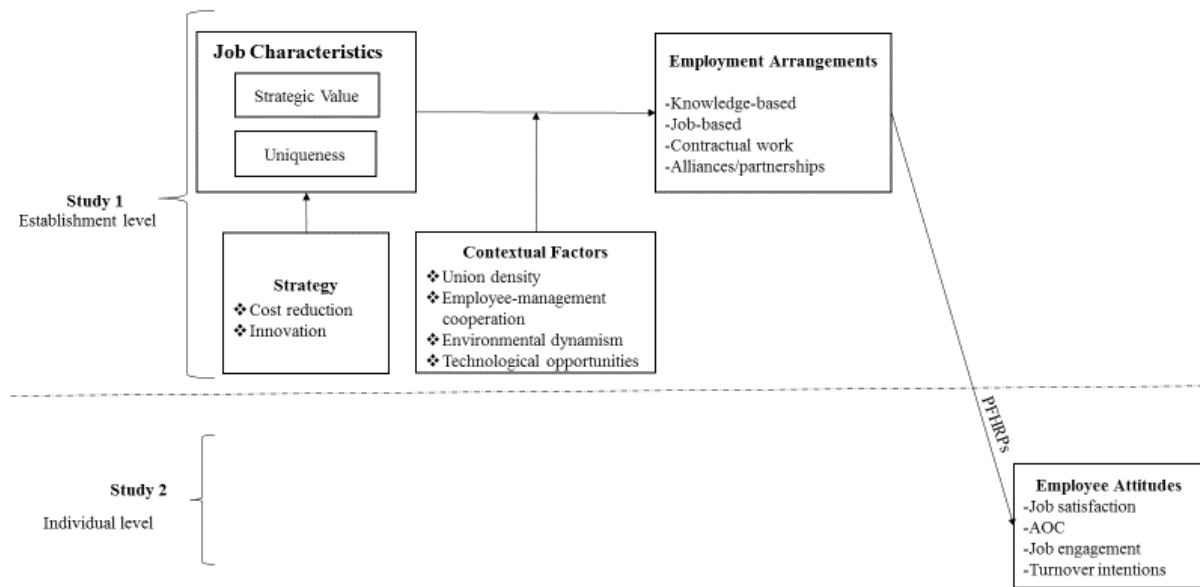 Job Characteristics
Strategic Value
Uniqueness
Employment Arrangements
-Knowledge-based
-Job-based
-Contractual work
-Alliances/partnerships
Study 1
Establishment level
Strategy
❖ Cost reduction
❖ Innovation
Contextual Factors
❖ Union density
❖ Employee-management
cooperation
❖ Environmental dynamism
❖ Technological opportunities
PFHRPs
Study 2
Individual level
Employee Attitudes
-Job satisfaction
-AOC
-Job engagement
-Turnover intentions